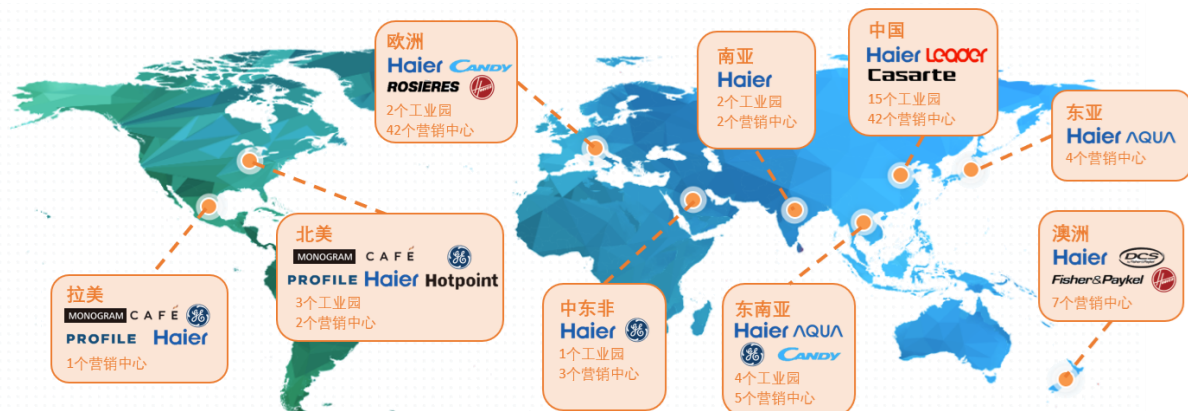 欧洲
Haier CANDY
ROSIÈRES Hoover
2个工业园
42个营销中心
南亚
Haier
2个工业园
2个营销中心
中国
Haier Leader
Casarte
15个工业园
42个营销中心
东亚
Haier AQUA
4个营销中心
北美
MONOGRAM CAFÉ GE
PROFILE Haier Hotpoint
3个工业园
2个营销中心
拉美
MONOGRAM CAFÉ GE
PROFILE Haier
1个营销中心
中东非
Haier GE
1个工业园
3个营销中心
东南亚
Haier AQUA
GE CANDY
4个工业园
5个营销中心
澳洲
Haier DCS
Fisher&Paykel Hoover
7个营销中心